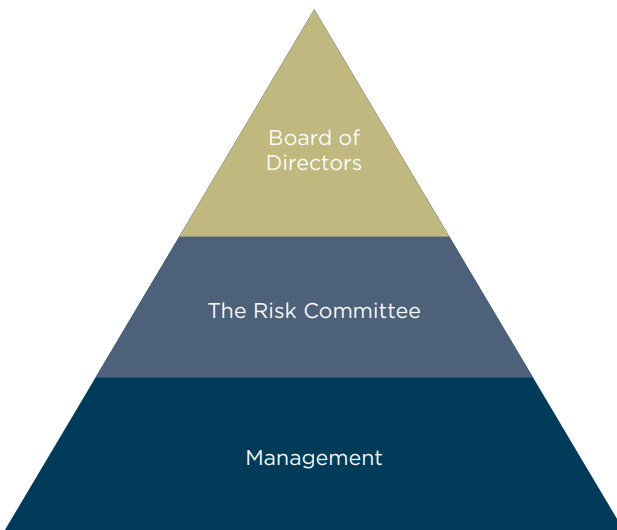 Board of
Directors
The Risk Committee
Management